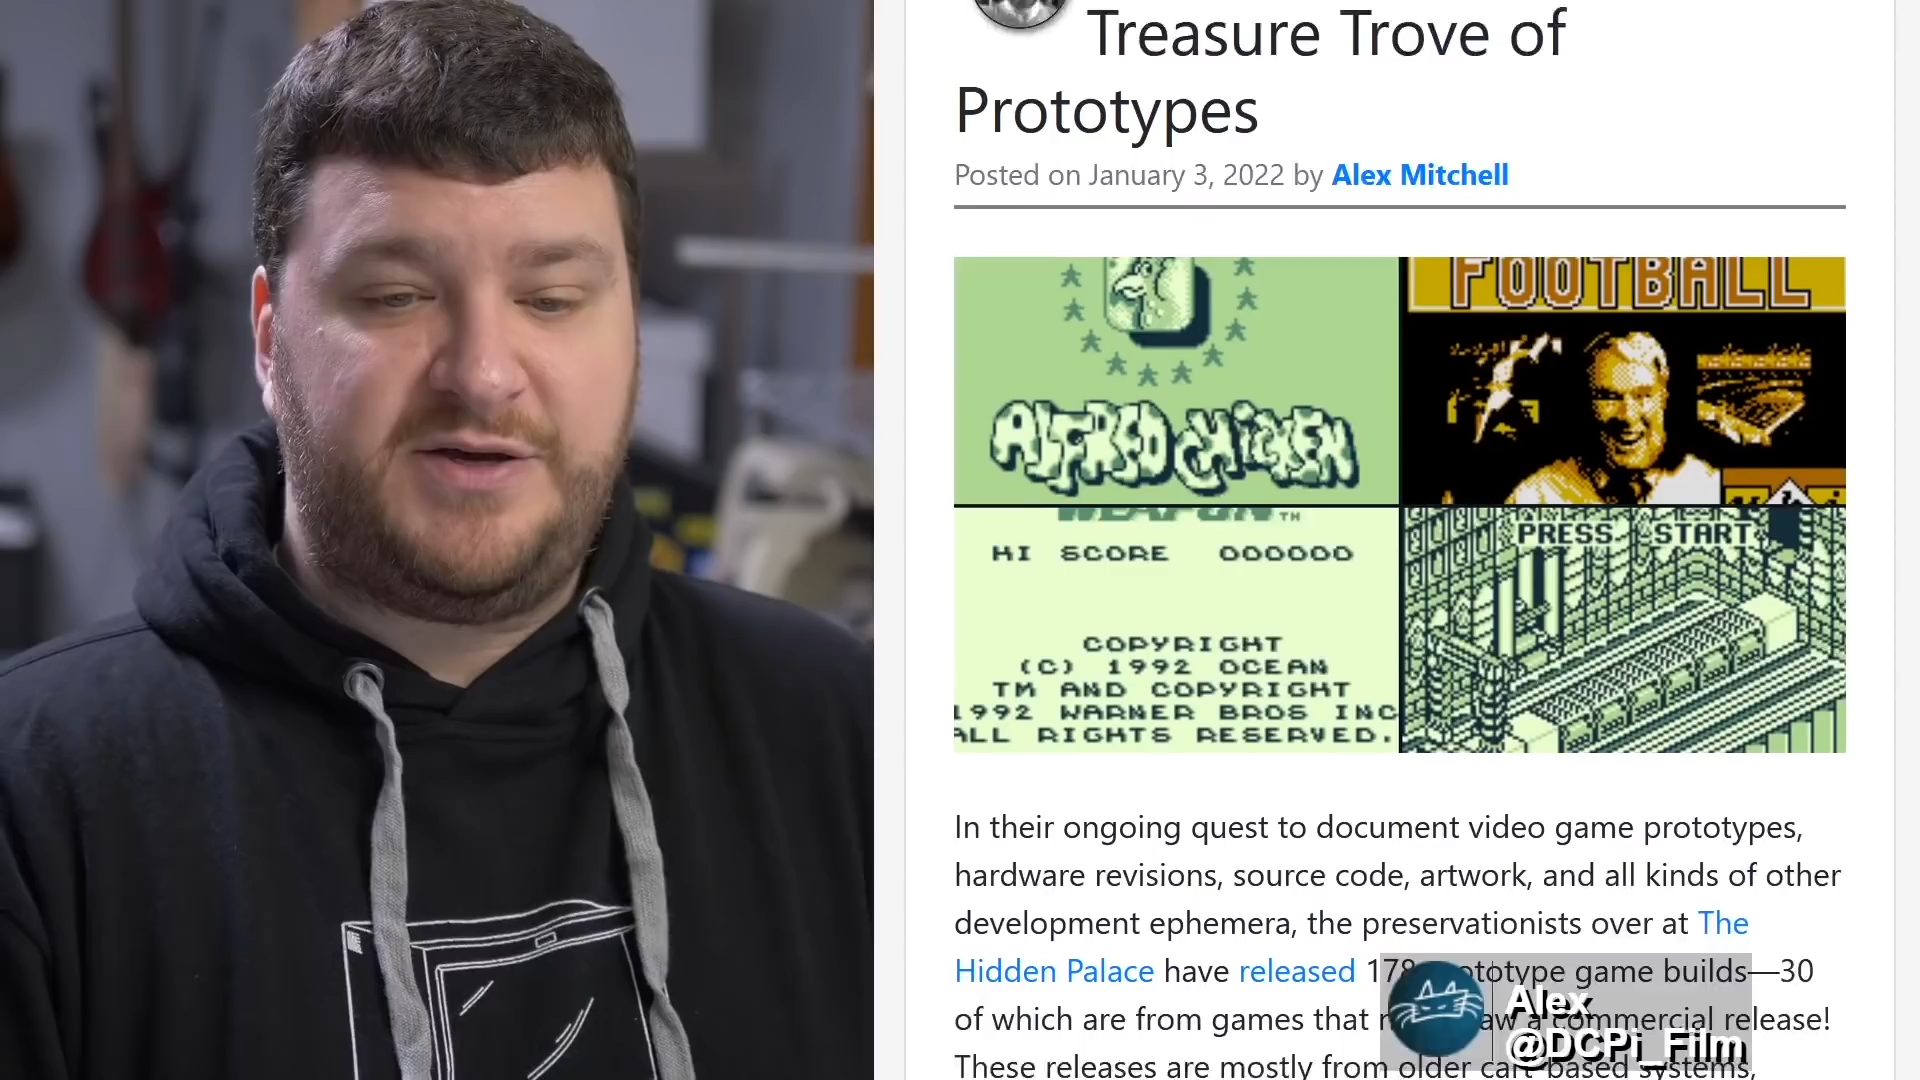 Treasure Trove of
Prototypes
Posted on January 3, 2022 by Alex Mitchell
FOOTBALL
ALFRED CHICKEN
TM
HI SCORE 000000
COPYRIGHT
(C) 1992 OCEAN
TM AND COPYRIGHT
1992 WARNER BROS INC
ALL RIGHTS RESERVED.
PRESS START
In their ongoing quest to document video game prototypes,
hardware revisions, source code, artwork, and all kinds of other
development ephemera, the preservationists over at The
Hidden Palace have released 178 prototype game builds—30
of which are from games that a commercial release!
These releases are mostly from older cart-based systems,
Alex
@DCPi_Film